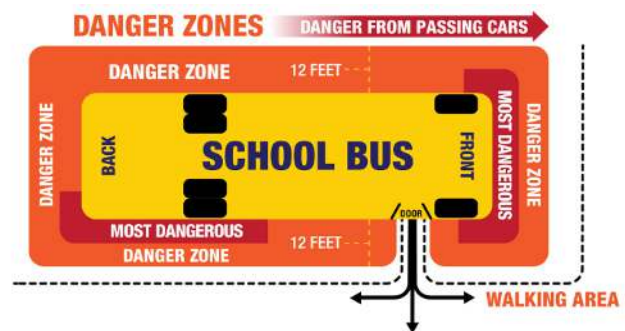 DANGER ZONES
DANGER FROM PASSING CARS
DANGER ZONE
12 FEET
DANGER ZONE
BACK
SCHOOL BUS
FRONT
MOST DANGEROUS
DANGER ZONE
DOOR
MOST DANGEROUS
12 FEET
DANGER ZONE
WALKING AREA